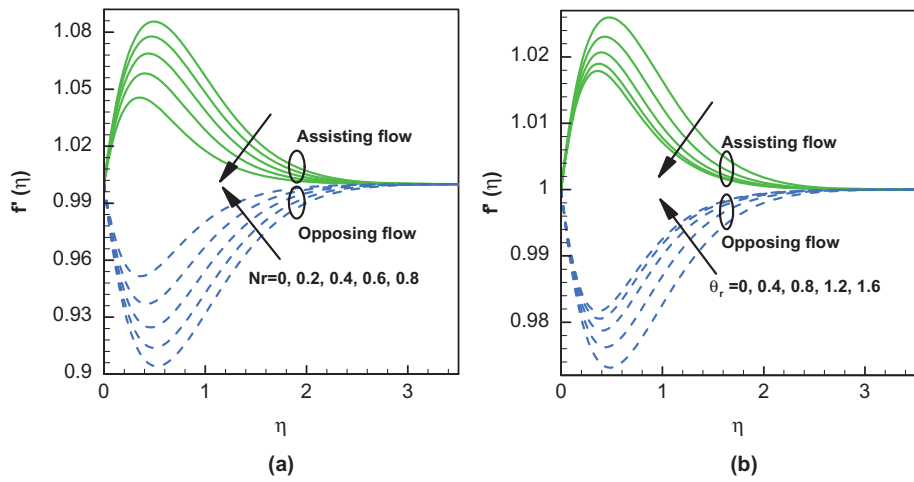 1.08
1.05
1.02
0.99
0.96
0.93
0.9
f' (η)
Assisting flow
Opposing flow
Nr=0, 0.2, 0.4, 0.6, 0.8
0 1 2 3
η
(a)
1.02
1.01
1
0.99
0.98
f' (η)
Assisting flow
Opposing flow
θr =0, 0.4, 0.8, 1.2, 1.6
0 1 2 3
η
(b)